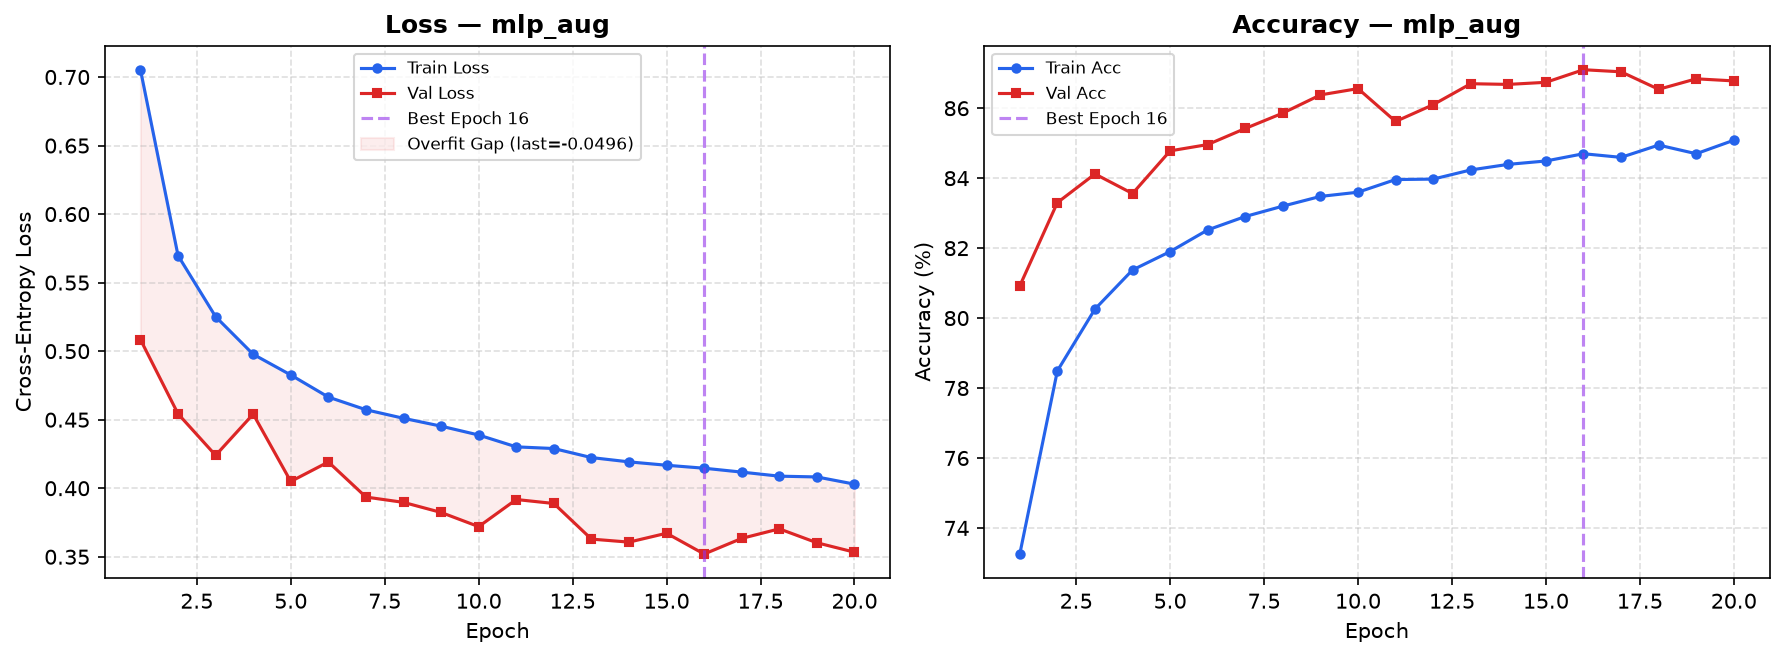 Loss — mlp_aug
Train Loss
Val Loss
Best Epoch 16
Overfit Gap (last=-0.0496)
Cross-Entropy Loss
0.70
0.65
0.60
0.55
0.50
0.45
0.40
0.35
2.5 5.0 7.5 10.0 12.5 15.0 17.5 20.0
Epoch
Accuracy — mlp_aug
Train Acc
Val Acc
Best Epoch 16
Accuracy (%)
86
84
82
80
78
76
74
2.5 5.0 7.5 10.0 12.5 15.0 17.5 20.0
Epoch